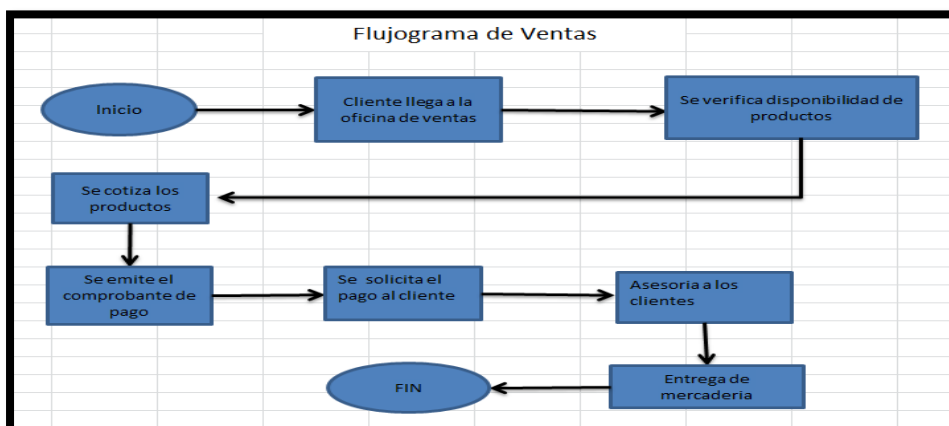 Flujograma de Ventas
Inicio
Cliente llega a la
oficina de ventas
Se verifica disponibilidad de
productos
Se cotiza los
productos
Se emite el
comprobante de
pago
Se solicita el
pago al cliente
Asesoria a los
clientes
Entrega de
mercaderia
FIN